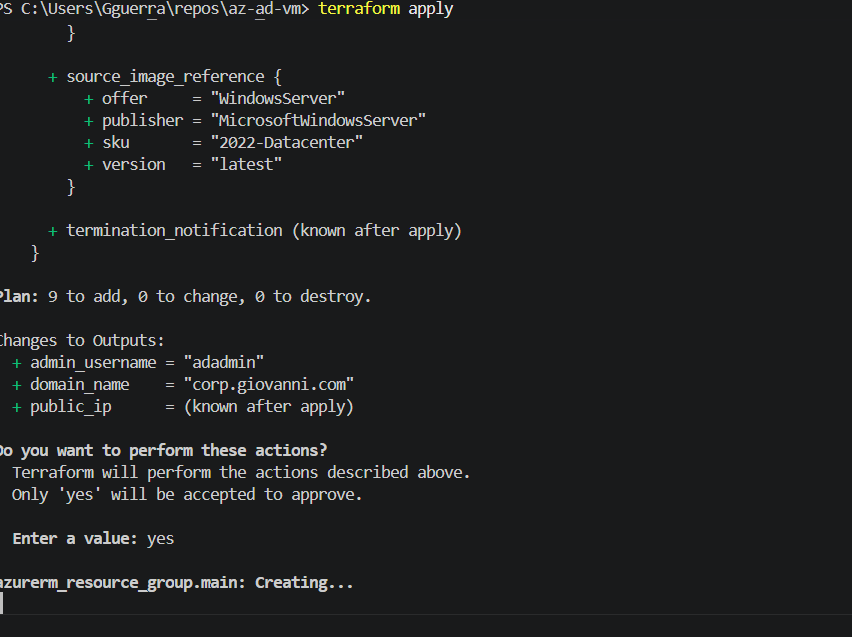 PS C:\Users\Gguerra\repos\az-ad-vm> terraform apply
}
+ source_image_reference {
+ offer     = "WindowsServer"
+ publisher = "MicrosoftWindowsServer"
+ sku       = "2022-Datacenter"
+ version   = "latest"
}
+ termination_notification (known after apply)
}
Plan: 9 to add, 0 to change, 0 to destroy.
Changes to Outputs:
+ admin_username = "adadmin"
+ domain_name    = "corp.giovanni.com"
+ public_ip      = (known after apply)
Do you want to perform these actions?
Terraform will perform the actions described above.
Only 'yes' will be accepted to approve.
Enter a value: yes
azurerm_resource_group.main: Creating...